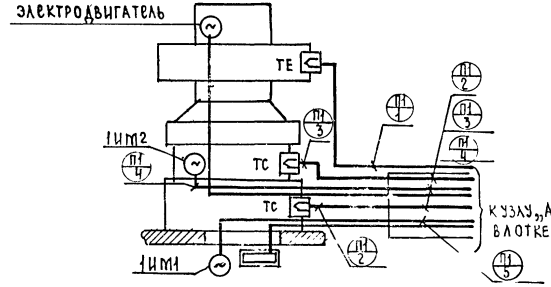 ЭЛЕКТРОДВИГАТЕЛЬ
~
ТЕ
П1
2
П1
1
П1
3
П1
3
П1
4
1ИМ2
П1
4
~
ТС
ТС
К УЗЛУ „А
В ЛОТКЕ
П1
2
П1
5
1ИМ1
~